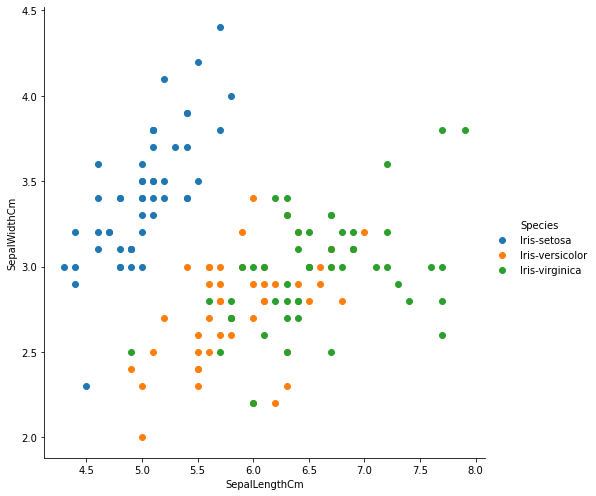 4.5
4.0
3.5
3.0
2.5
2.0
SepalWidthCm
4.5 5.0 5.5 6.0 6.5 7.0 7.5 8.0
SepalLengthCm
Species
Iris-setosa
Iris-versicolor
Iris-virginica